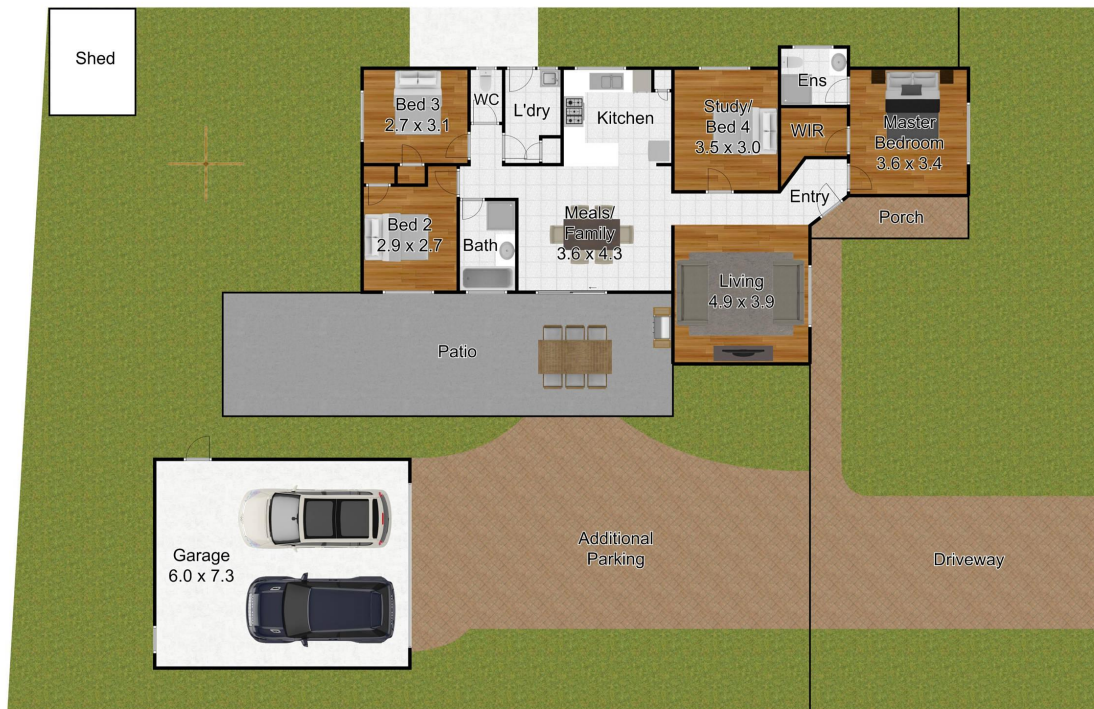 Shed
Bed 3
2.7 x 3.1
WC
L'dry
Kitchen
Study/
Bed 4
3.5 x 3.0
Ens
WIR
Master
Bedroom
3.6 x 3.4
Entry
Porch
Bed 2
2.9 x 2.7
Bath
Meals/
Family
3.6 x 4.3
Living
4.9 x 3.9
Patio
Garage
6.0 x 7.3
Additional
Parking
Driveway